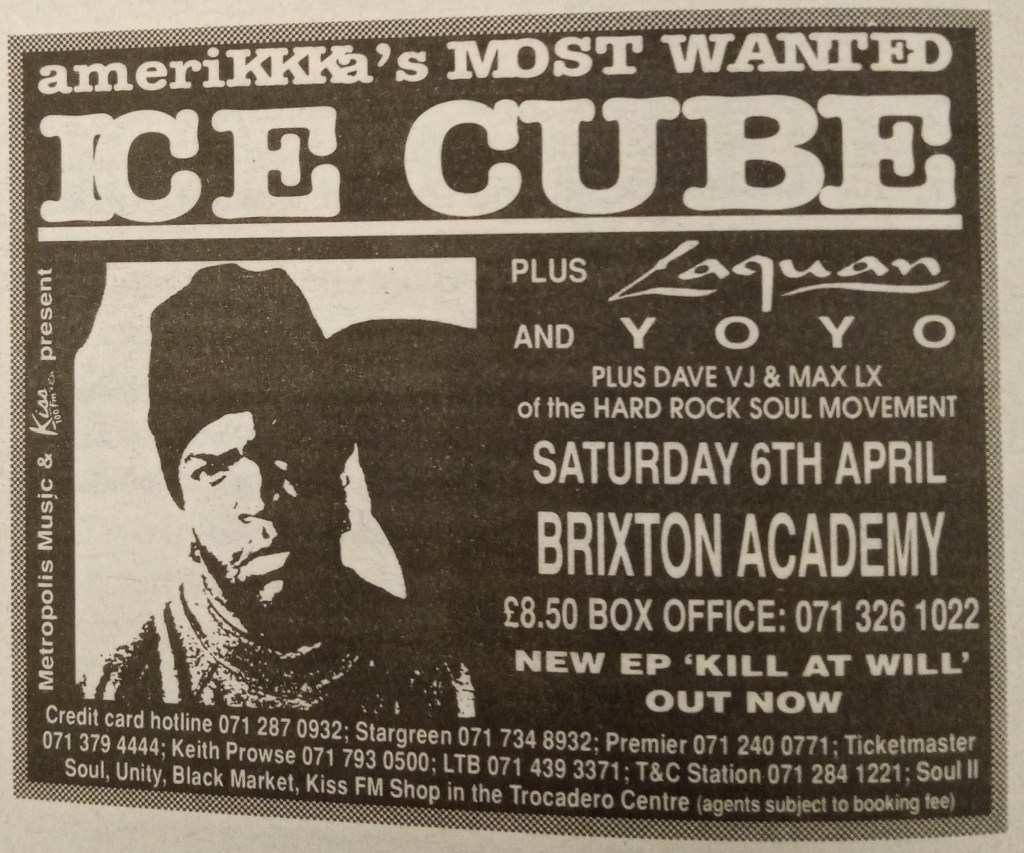 ameriKKKa's MOST WANTED
ICE CUBE
Metropolis Music & Kiss 100 Fm present
PLUS Laquan
AND YOYO
PLUS DAVE VJ & MAX LX
of the HARD ROCK SOUL MOVEMENT
SATURDAY 6TH APRIL
BRIXTON ACADEMY
£8.50 BOX OFFICE: 071 326 1022
NEW EP 'KILL AT WILL'
OUT NOW
Credit card hotline 071 287 0932; Stargreen 071 734 8932; Premier 071 240 0771; Ticketmaster
071 379 4444; Keith Prowse 071 793 0500; LTB 071 439 3371; T&C Station 071 284 1221; Soul II
Soul, Unity, Black Market, Kiss FM Shop in the Trocadero Centre (agents subject to booking fee)